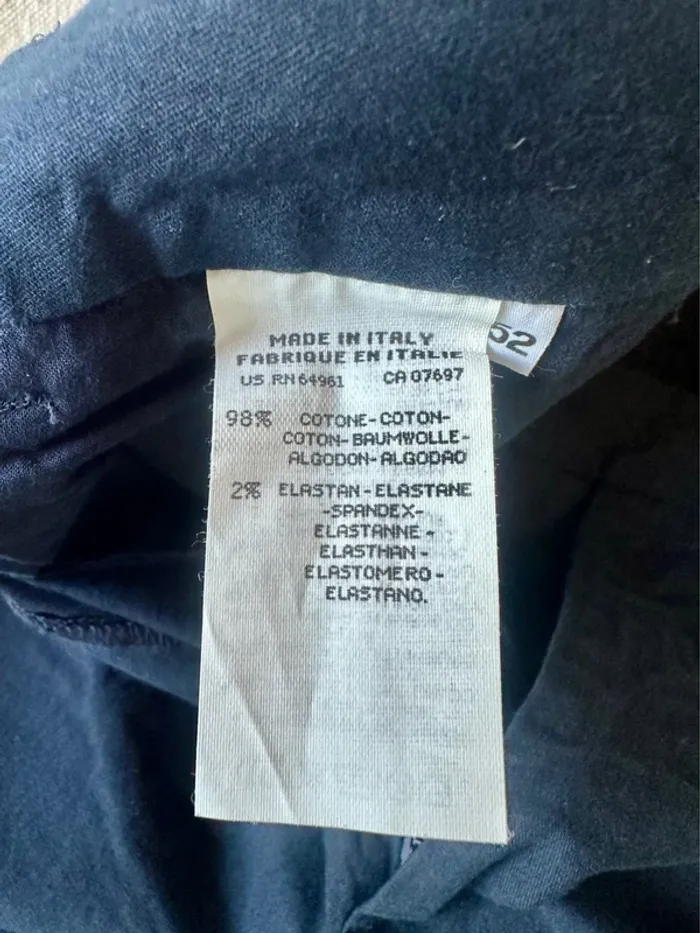 MADE IN ITALY
FABRIQUE EN ITALIE
US RN 64961 CA 07697
98% COTONE-COTON-
COTON-BAUMWOLLE-
ALGODON-ALGODAO
2% ELASTAN-ELASTANE
-SPANDEX-
ELASTANNE-
ELASTHAN-
ELASTOMERO-
ELASTANO.
52